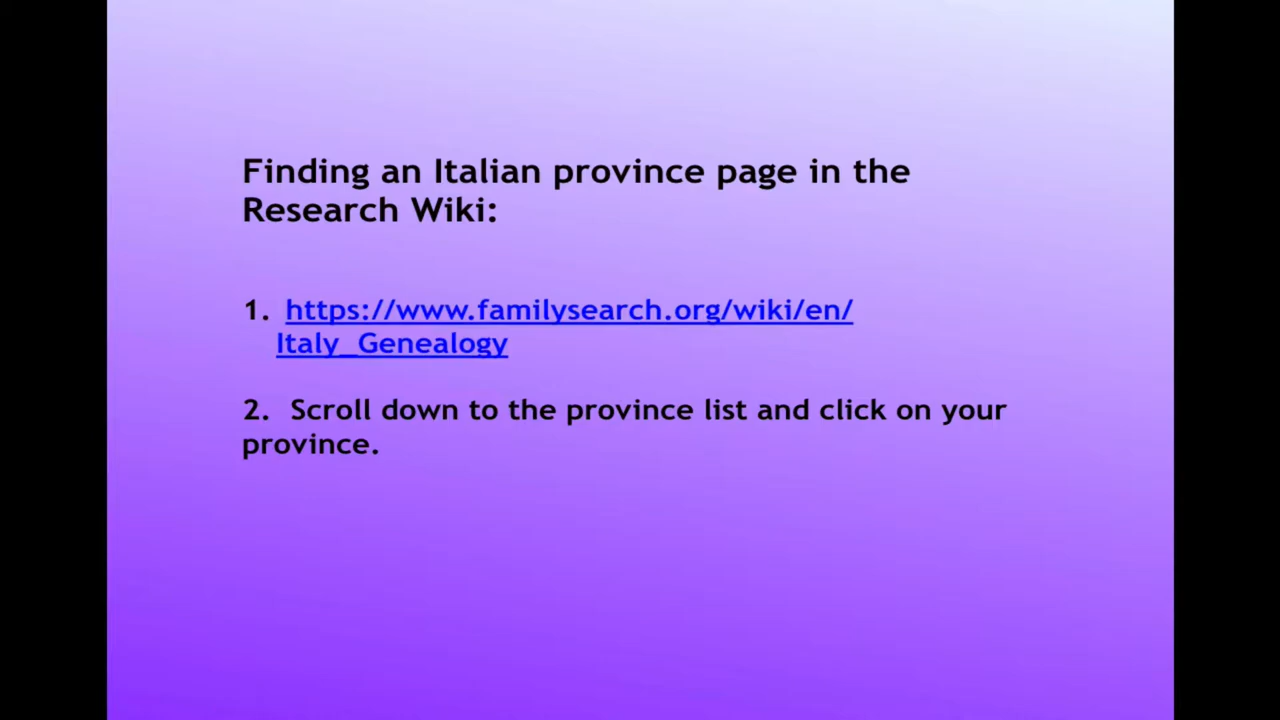 Finding an Italian province page in the
Research Wiki:
1. https://www.familysearch.org/wiki/en/
Italy_Genealogy
2. Scroll down to the province list and click on your
province.